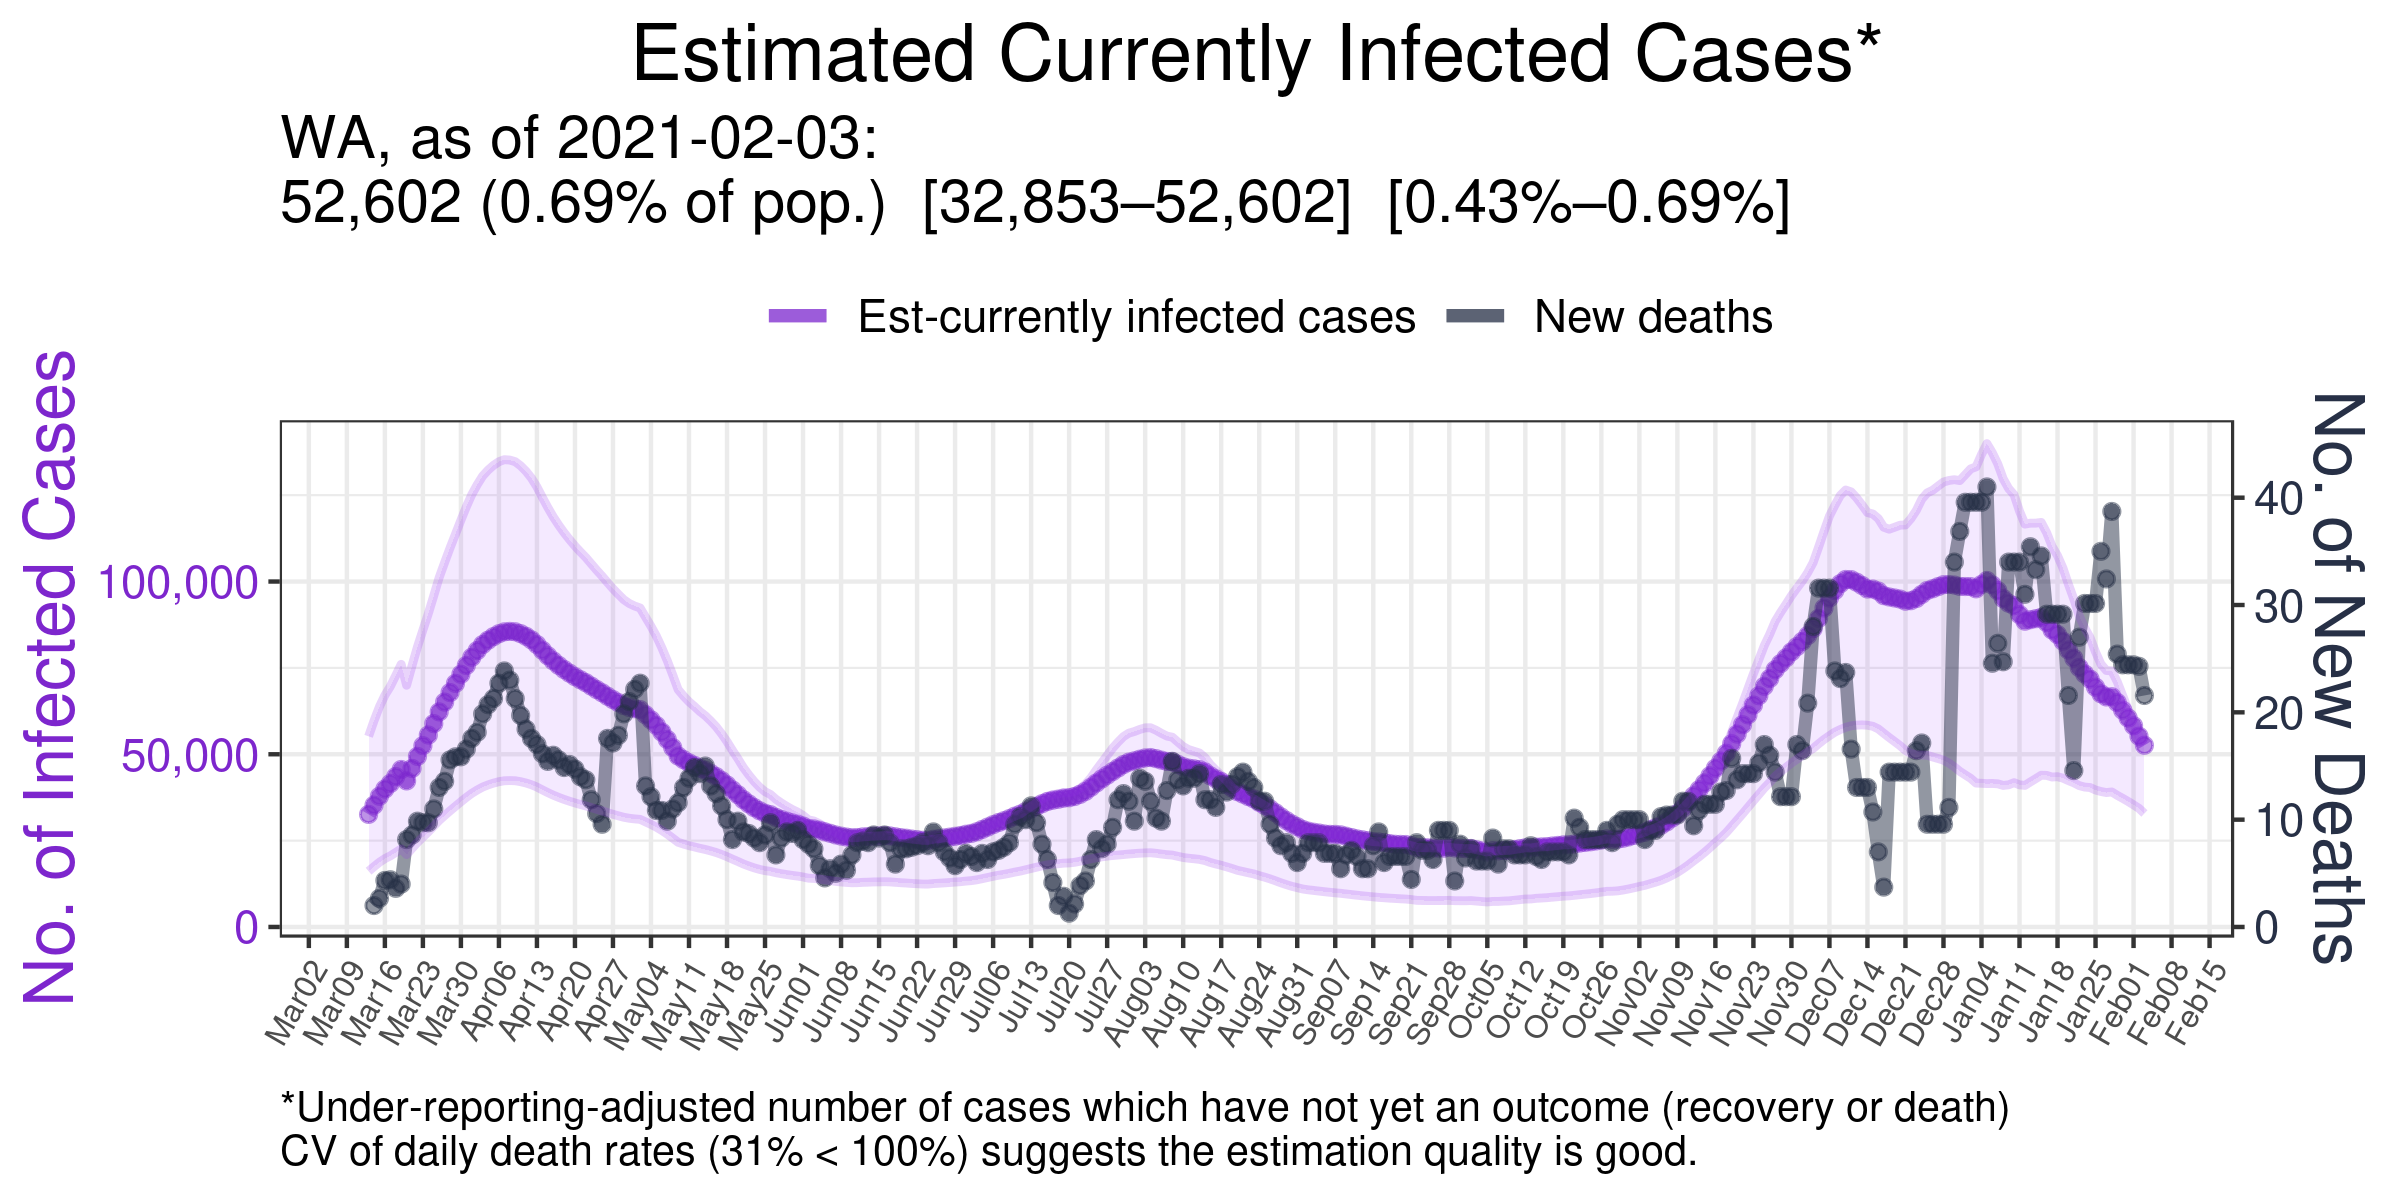 Estimated Currently Infected Cases*
WA, as of 2021-02-03:
52,602 (0.69% of pop.)  [32,853–52,602]  [0.43%–0.69%]
Est-currently infected cases
New deaths
No. of Infected Cases
100,000
50,000
0
40
30
20
10
0
No. of New Deaths
Mar02
Mar09
Mar16
Mar23
Mar30
Apr06
Apr13
Apr20
Apr27
May04
May11
May18
May25
Jun01
Jun08
Jun15
Jun22
Jun29
Jul06
Jul13
Jul20
Jul27
Aug03
Aug10
Aug17
Aug24
Aug31
Sep07
Sep14
Sep21
Sep28
Oct05
Oct12
Oct19
Oct26
Nov02
Nov09
Nov16
Nov23
Nov30
Dec07
Dec14
Dec21
Dec28
Jan04
Jan11
Jan18
Jan25
Feb01
Feb08
Feb15
*Under-reporting-adjusted number of cases which have not yet an outcome (recovery or death)
CV of daily death rates (31% < 100%) suggests the estimation quality is good.